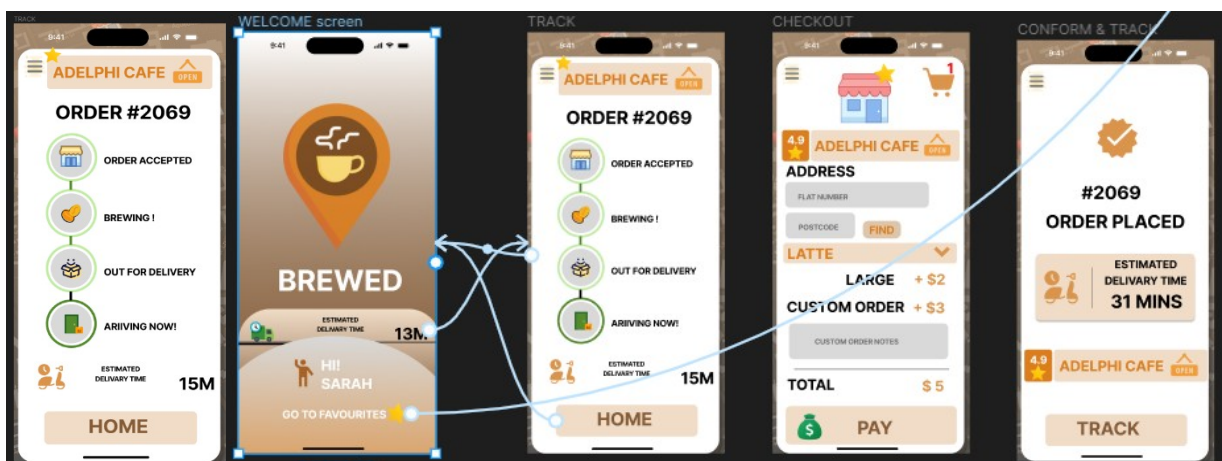 TRACK
9:41
ADELPHI CAFE
OPEN
ORDER #2069
ORDER ACCEPTED
BREWING !
OUT FOR DELIVERY
ARIIVING NOW!
ESTIMATED
DELIVARY TIME
15M
HOME
WELCOME screen
9:41
BREWED
ESTIMATED
DELIVARY TIME
13M
HI!!
SARAH
GO TO FAVOURITES
TRACK
9:41
ADELPHI CAFE
OPEN
ORDER #2069
ORDER ACCEPTED
BREWING !
OUT FOR DELIVERY
ARIIVING NOW!
ESTIMATED
DELIVARY TIME
15M
HOME
CHECKOUT
9:41
1
4.9
ADELPHI CAFE
OPEN
ADDRESS
FLAT NUMBER
POSTCODE
FIND
LATTE
LARGE + $2
CUSTOM ORDER + $3
CUSTOM ORDER NOTES
TOTAL $ 5
$ PAY
CONFORM & TRACK
9:41
#2069
ORDER PLACED
ESTIMATED
DELIVARY TIME
31 MINS
4.9
ADELPHI CAFE
OPEN
TRACK